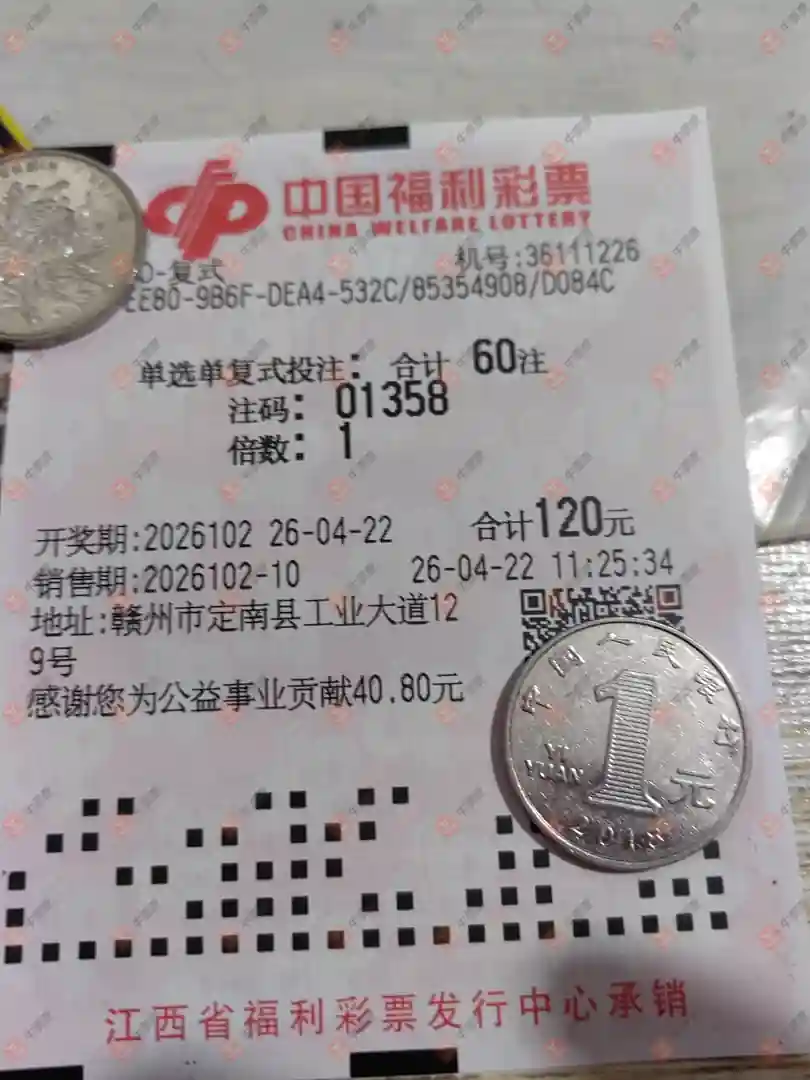 中国福利彩票
CHINA WELFARE LOTTERY
D-复式 机号:36111226
EE80-9B6F-DEA4-532C/85354908/D084C
单选单复式投注: 合计 60注
注码: 01358
倍数: 1
开奖期:2026102 26-04-22 合计120元
销售期:2026102-10 26-04-22 11:25:34
地址:赣州市定南县工业大道12
9号
感谢您为公益事业贡献40.80元
中国人民银行
1
YI
YUAN
元
2018
江西省福利彩票发行中心承销